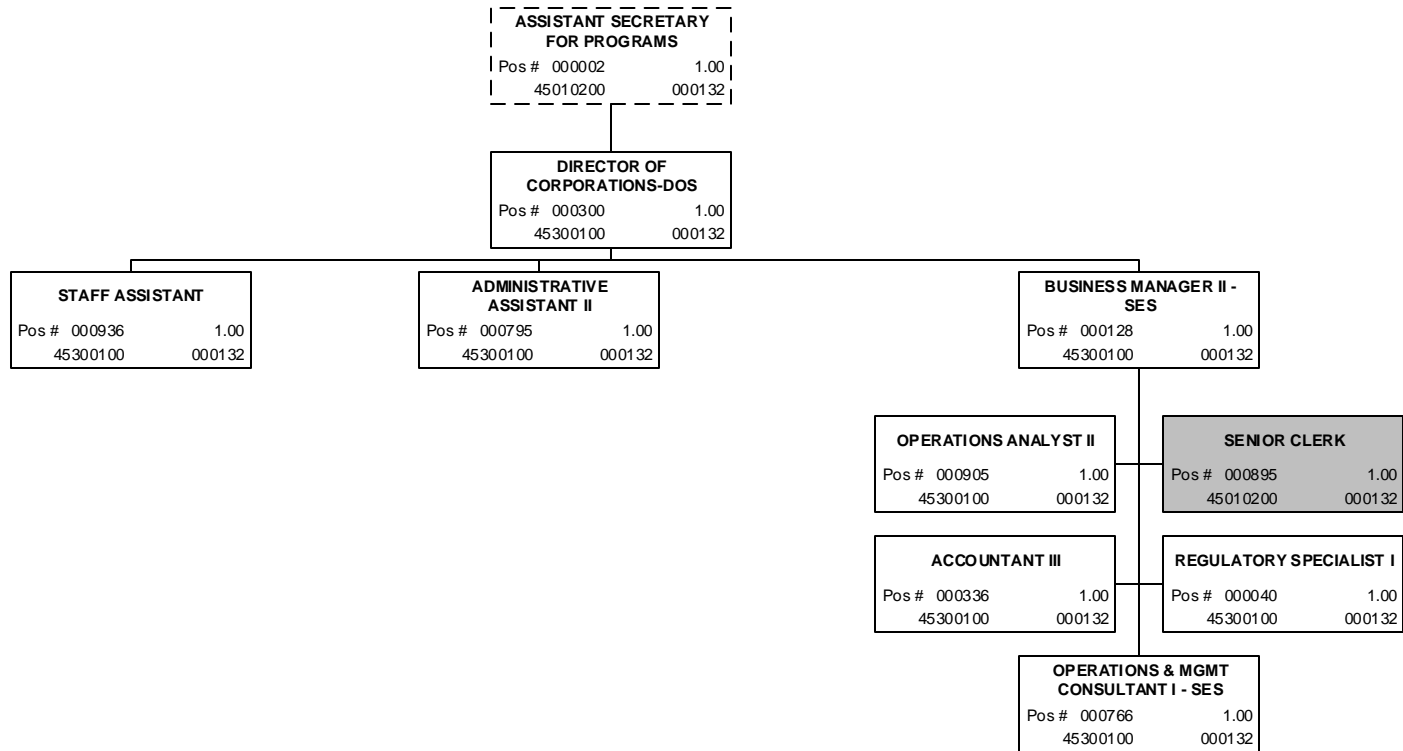 ASSISTANT SECRETARY
FOR PROGRAMS
Pos # 000002 1.00
45010200 000132
DIRECTOR OF
CORPORATIONS-DOS
Pos # 000300 1.00
45300100 000132
STAFF ASSISTANT
Pos # 000936 1.00
45300100 000132
ADMINISTRATIVE
ASSISTANT II
Pos # 000795 1.00
45300100 000132
BUSINESS MANAGER II -
SES
Pos # 000128 1.00
45300100 000132
OPERATIONS ANALYST II
Pos # 000905 1.00
45300100 000132
SENIOR CLERK
Pos # 000895 1.00
45010200 000132
ACCOUNTANT III
Pos # 000336 1.00
45300100 000132
REGULATORY SPECIALIST I
Pos # 000040 1.00
45300100 000132
OPERATIONS & MGMT
CONSULTANT I - SES
Pos # 000766 1.00
45300100 000132